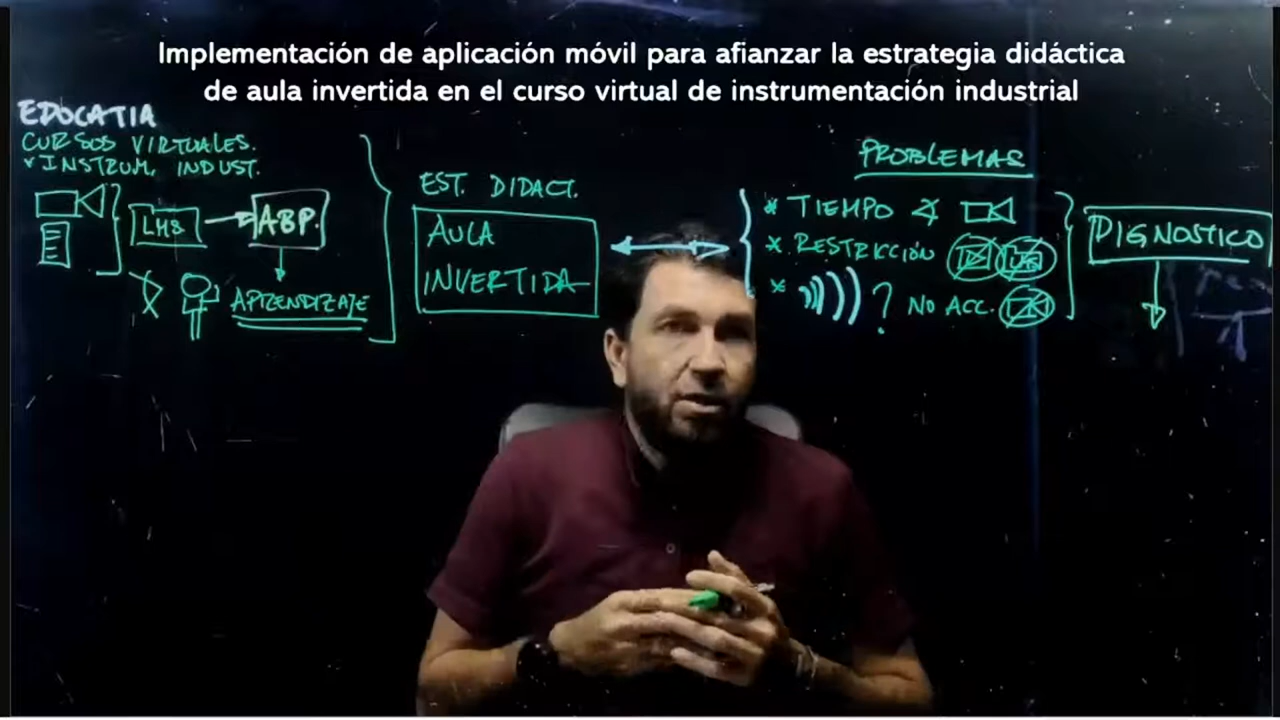 Implementación de aplicación móvil para afianzar la estrategia didáctica
de aula invertida en el curso virtual de instrumentación industrial
EDOCATIA
CURSOS VIRTUALES.
* INSTRUM. INDUST.
LMS
ABP.
APRENDIZAJE
EST. DIDACT.
AULA
INVERTIDA
PROBLEMAS
* TIEMPO
* RESTRICCIÓN
* ? NO ACC.
DIGNOSTICO